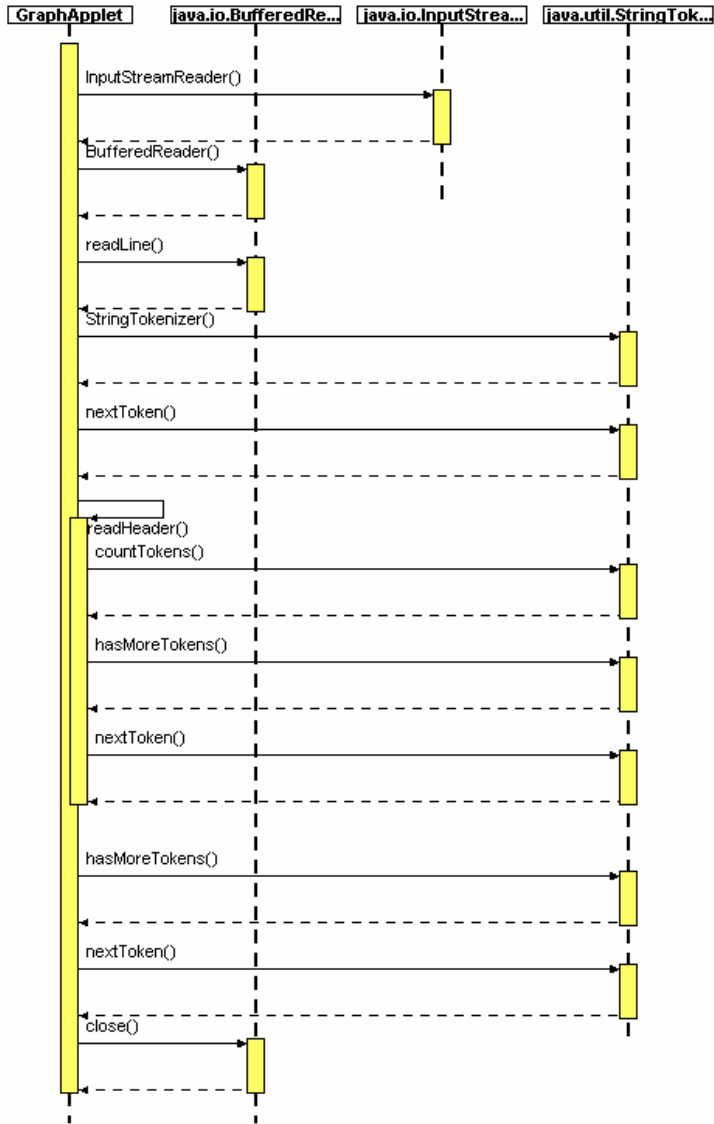 GraphApplet java.io.BufferedRe... java.io.InputStrea... java.util.StringTok...
InputStreamReader()
BufferedReader()
readLine()
StringTokenizer()
nextToken()
readHeader()
countTokens()
hasMoreTokens()
nextToken()
hasMoreTokens()
nextToken()
close()